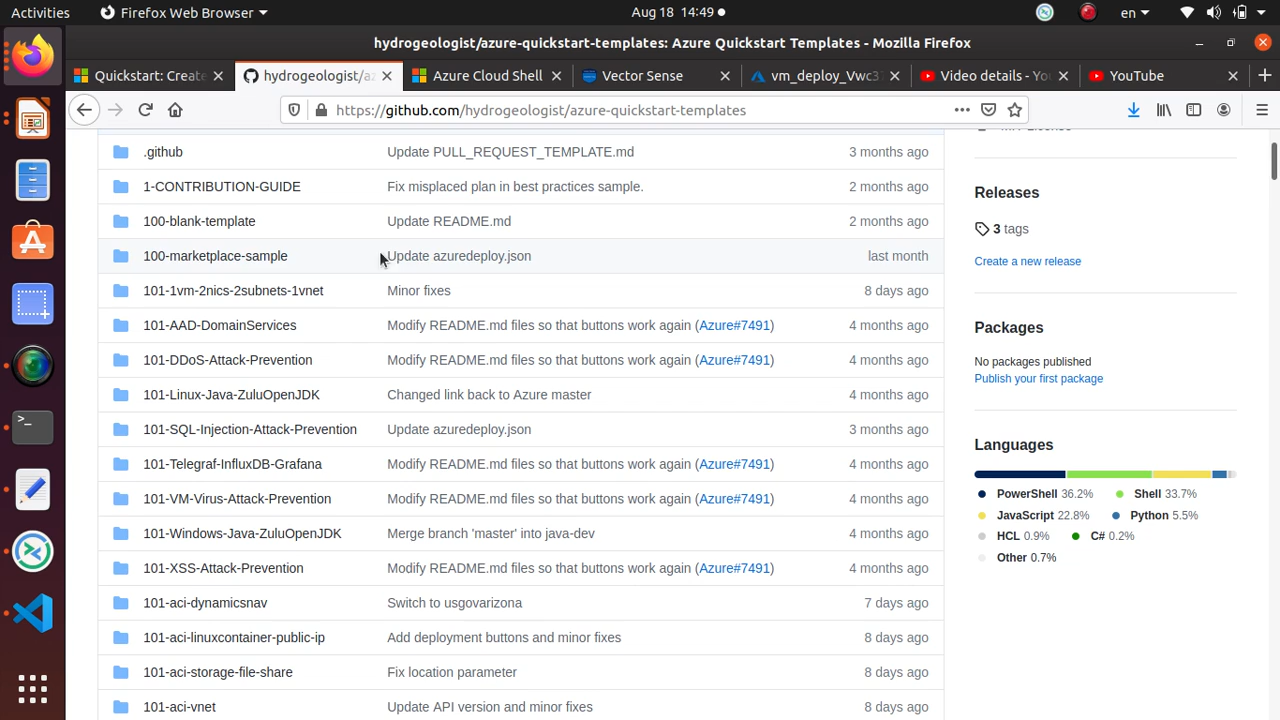 Activities Firefox Web Browser Aug 18 14:49 en
hydrogeologist/azure-quickstart-templates: Azure Quickstart Templates - Mozilla Firefox
Quickstart: Create hydrogeologist/az Azure Cloud Shell Vector Sense vm_deploy_Vwc3 Video details - Yo YouTube
https://github.com/hydrogeologist/azure-quickstart-templates
.github Update PULL_REQUEST_TEMPLATE.md 3 months ago
1-CONTRIBUTION-GUIDE Fix misplaced plan in best practices sample. 2 months ago
100-blank-template Update README.md 2 months ago
100-marketplace-sample Update azuredeploy.json last month
101-1vm-2nics-2subnets-1vnet Minor fixes 8 days ago
101-AAD-DomainServices Modify README.md files so that buttons work again (Azure#7491) 4 months ago
101-DDoS-Attack-Prevention Modify README.md files so that buttons work again (Azure#7491) 4 months ago
101-Linux-Java-ZuluOpenJDK Changed link back to Azure master 4 months ago
101-SQL-Injection-Attack-Prevention Update azuredeploy.json 3 months ago
101-Telegraf-InfluxDB-Grafana Modify README.md files so that buttons work again (Azure#7491) 4 months ago
101-VM-Virus-Attack-Prevention Modify README.md files so that buttons work again (Azure#7491) 4 months ago
101-Windows-Java-ZuluOpenJDK Merge branch 'master' into java-dev 4 months ago
101-XSS-Attack-Prevention Modify README.md files so that buttons work again (Azure#7491) 4 months ago
101-aci-dynamicsnav Switch to usgovarizona 7 days ago
101-aci-linuxcontainer-public-ip Add deployment buttons and minor fixes 8 days ago
101-aci-storage-file-share Fix location parameter 8 days ago
101-aci-vnet Update API version and minor fixes 8 days ago
Releases
3 tags
Create a new release
Packages
No packages published
Publish your first package
Languages
PowerShell 36.2% Shell 33.7%
JavaScript 22.8% Python 5.5%
HCL 0.9% C# 0.2%
Other 0.7%